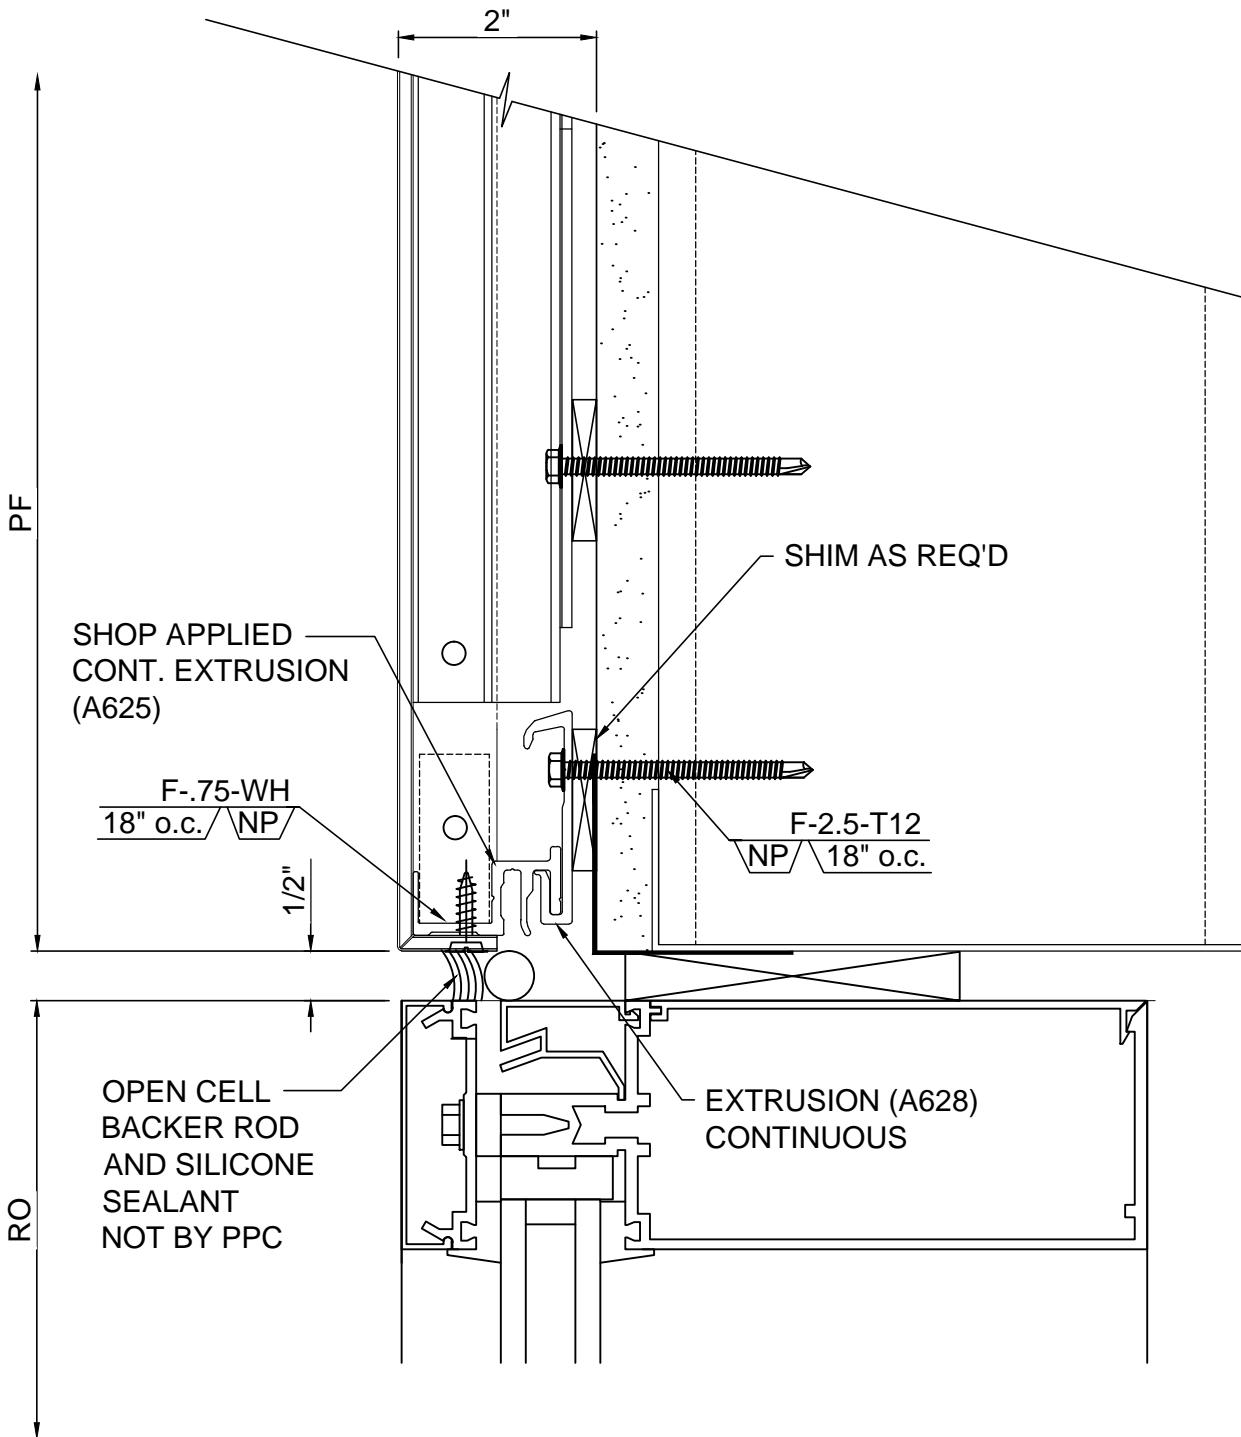 2"
PF
SHIM AS REQ'D
SHOP APPLIED
CONT. EXTRUSION
(A625)
F-.75-WH
18" o.c. NP
F-2.5-T12
NP 18" o.c.
1/2"
OPEN CELL
BACKER ROD
AND SILICONE
SEALANT
NOT BY PPC
EXTRUSION (A628)
CONTINUOUS
RO